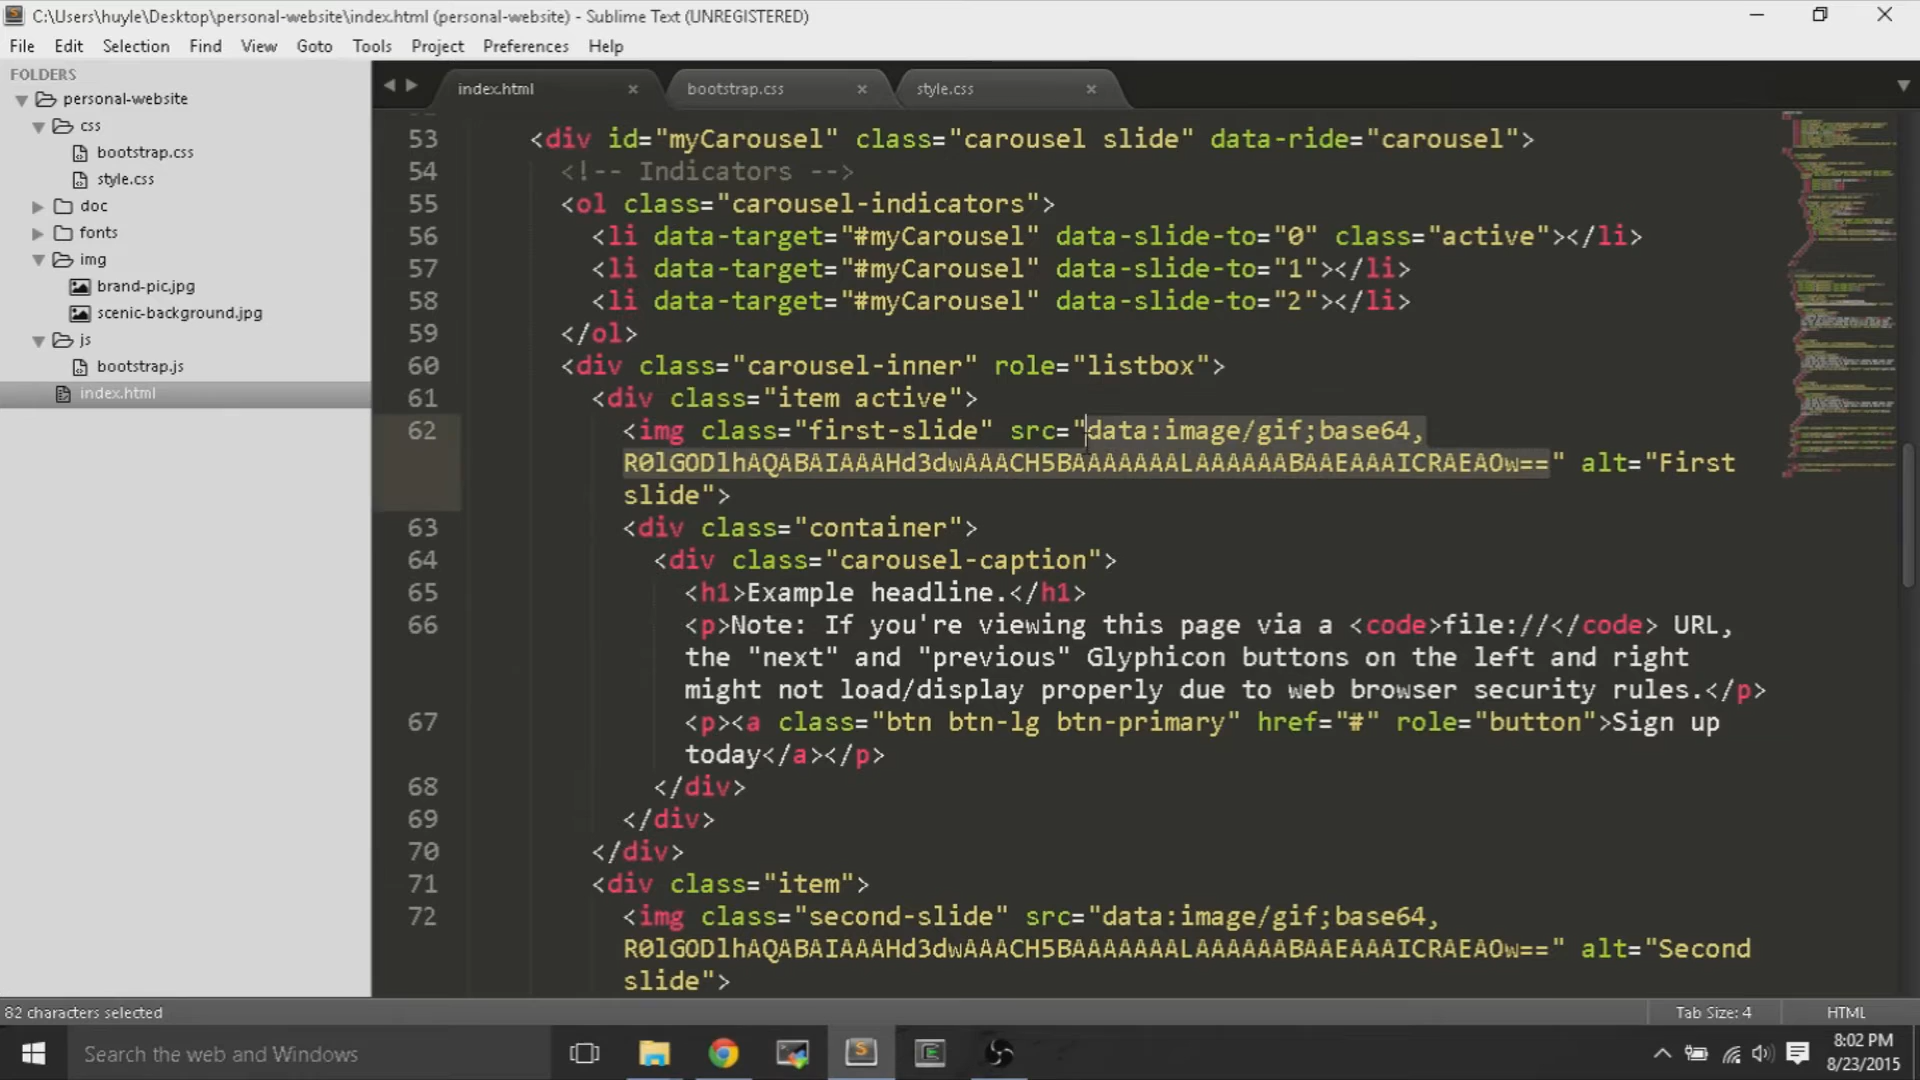 C:\Users\huyle\Desktop\personal-website\index.html (personal-website) - Sublime Text (UNREGISTERED)
File Edit Selection Find View Goto Tools Project Preferences Help
FOLDERS
personal-website
css
bootstrap.css
style.css
doc
fonts
img
brand-pic.jpg
scenic-background.jpg
js
bootstrap.js
index.html
index.html bootstrap.css style.css
53 <div id="myCarousel" class="carousel slide" data-ride="carousel">
54 <!-- Indicators -->
55 <ol class="carousel-indicators">
56 <li data-target="#myCarousel" data-slide-to="0" class="active"></li>
57 <li data-target="#myCarousel" data-slide-to="1"></li>
58 <li data-target="#myCarousel" data-slide-to="2"></li>
59 </ol>
60 <div class="carousel-inner" role="listbox">
61 <div class="item active">
62 <img class="first-slide" src="data:image/gif;base64,
R0lGODlhAQABAIAAAHd3dwAAACH5BAAAAAAALAAAAAABAAEAAAICRAEAOw==" alt="First
slide">
63 <div class="container">
64 <div class="carousel-caption">
65 <h1>Example headline.</h1>
66 <p>Note: If you're viewing this page via a <code>file://</code> URL,
the "next" and "previous" Glyphicon buttons on the left and right
might not load/display properly due to web browser security rules.</p>
67 <p><a class="btn btn-lg btn-primary" href="#" role="button">Sign up
today</a></p>
68 </div>
69 </div>
70 </div>
71 <div class="item">
72 <img class="second-slide" src="data:image/gif;base64,
R0lGODlhAQABAIAAAHd3dwAAACH5BAAAAAAALAAAAAABAAEAAAICRAEAOw==" alt="Second
slide">
82 characters selected
Tab Size: 4
HTML
Search the web and Windows
8:02 PM
8/23/2015